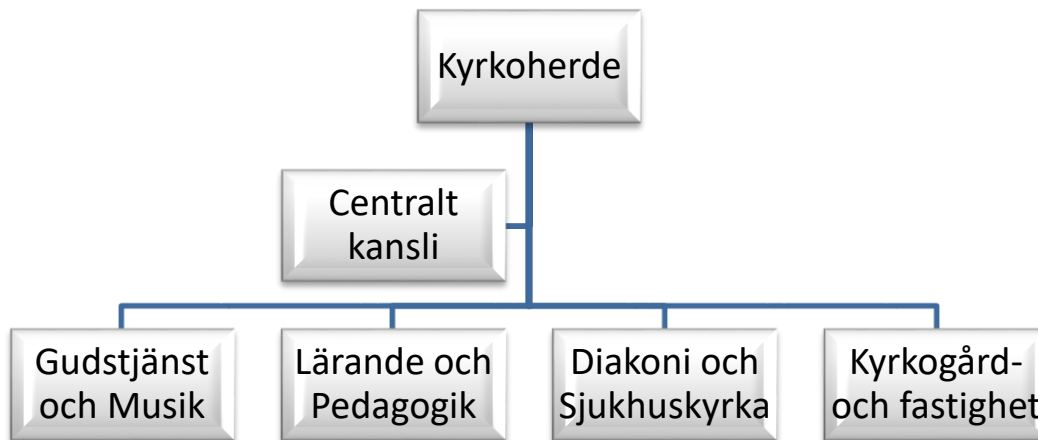 Kyrkoherde
Centralt
kansli
Gudstjänst
och Musik
Lärande och
Pedagogik
Diakoni och
Sjukhuskyrka
Kyrkogård-
och fastighet